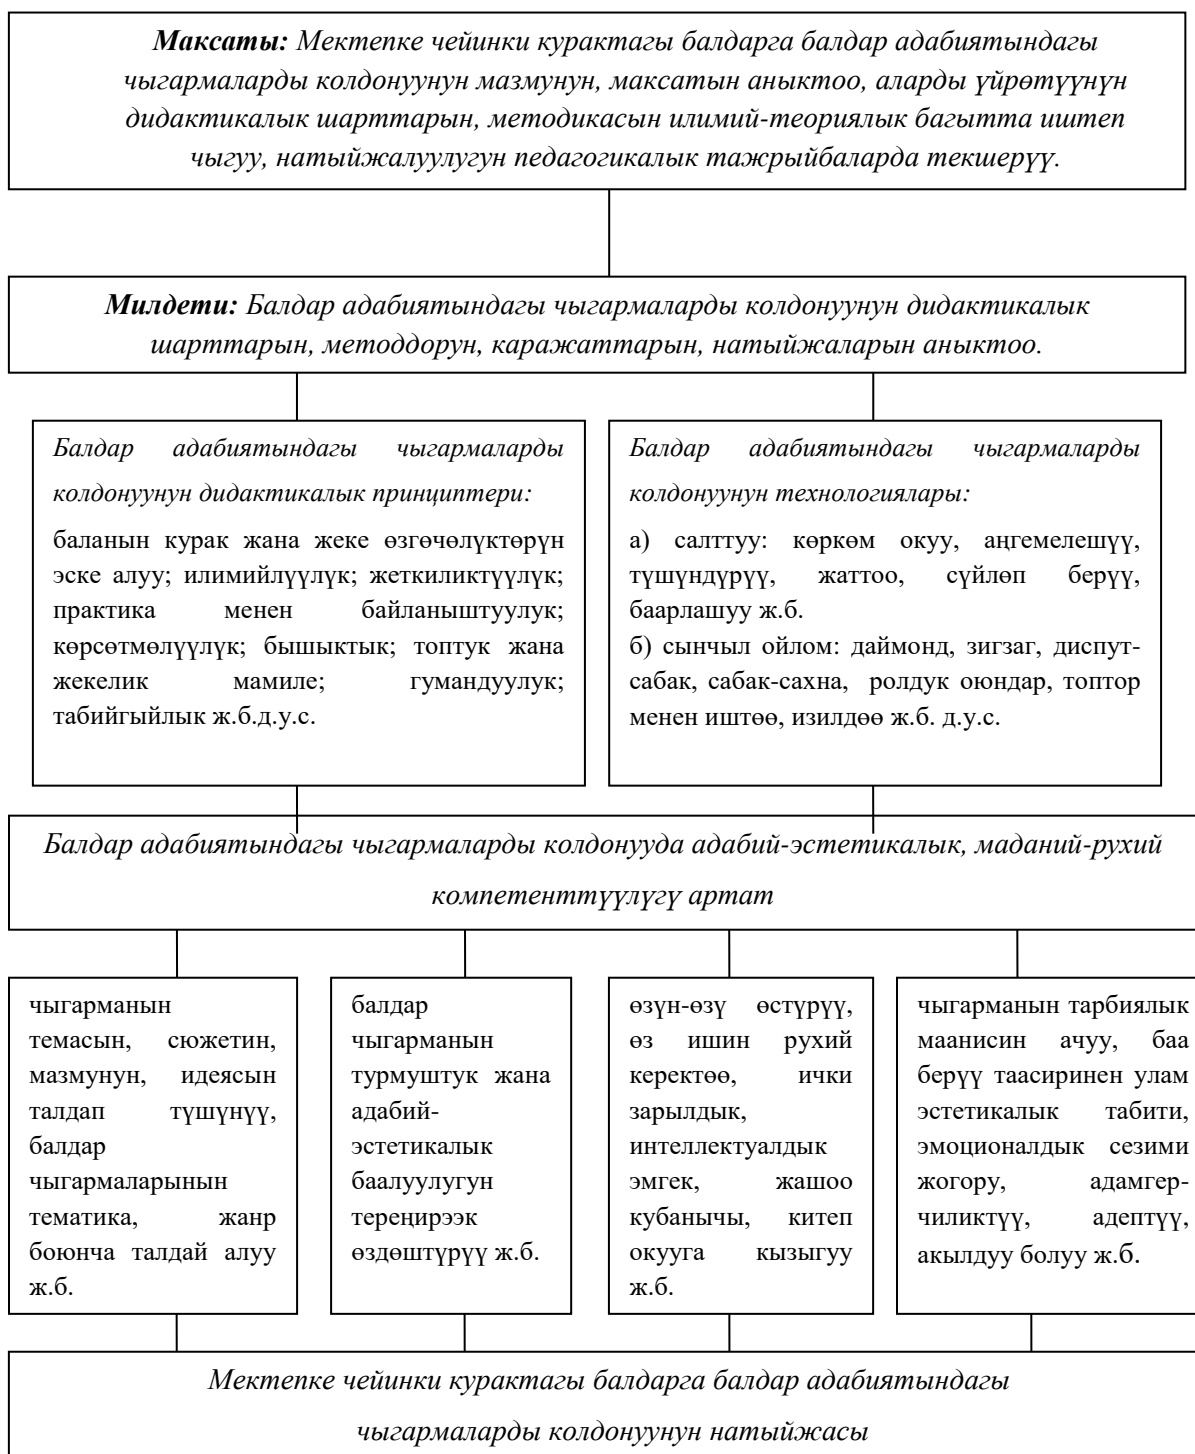 Максаты: Мектепке чейинки курактагы балдарга балдар адабиятындагы
чыгармаларды колдонуунун мазмунун, максатын аныктоо, аларды үйрөтүүнүн
дидактикалык шарттарын, методикасын илимий-теориялык багытта иштеп
чыгуу, натыйжалуулугун педагогикалык тажрыйбаларда текшерүү.
Милдети: Балдар адабиятындагы чыгармаларды колдонуунун дидактикалык
шарттарын, методдорун, каражаттарын, натыйжаларын аныктоо.
Балдар адабиятындагы чыгармаларды
колдонуунун дидактикалык принциптери:
баланын курак жана жеке өзгөчөлүктөрүн
эске алуу; илимийлүүлүк; жеткиликтүүлүк;
практика менен байланыштуулук;
көрсөтмөлүүлүк; бышыктык; топтук жана
жекелик мамиле; гумандуулук;
табийгыйлык ж.б.д.у.с.
Балдар адабиятындагы чыгармаларды
колдонуунун технологиялары:
а) салттуу: көркөм окуу, аңгемелешүү,
түшүндүрүү, жаттоо, сүйлөп берүү,
баарлашуу ж.б.
б) сынчыл ойлом: даймонд, зигзаг, диспут-
сабак, сабак-сахна, ролдук оюндар, топтор
менен иштөө, изилдөө ж.б. д.у.с.
Балдар адабиятындагы чыгармаларды колдонууда адабий-эстетикалык, маданий-рухий
компетенттүүлүгү артат
чыгарманын
темасын, сюжетин,
мазмунун, идеясын
талдап түшүнүү,
балдар
чыгармаларынын
тематика, жанр
боюнча талдай алуу
ж.б.
балдар
чыгарманын
турмуштук жана
адабий-
эстетикалык
баалуулугун
тереңирээк
өздөштүрүү ж.б.
өзүн-өзү өстүрүү,
өз ишин рухий
керектөө, ички
зарылдык,
интеллектуалдык
эмгек, жашоо
кубанычы, китеп
окууга кызыгуу
ж.б.
чыгарманын тарбиялык
маанисин ачуу, баа
берүү таасиринен улам
эстетикалык табити,
эмоционалдык сезими
жогору, адамгер-
чиликтүү, адептүү,
акылдуу болуу ж.б.
Мектепке чейинки курактагы балдарга балдар адабиятындагы
чыгармаларды колдонуунун натыйжасы